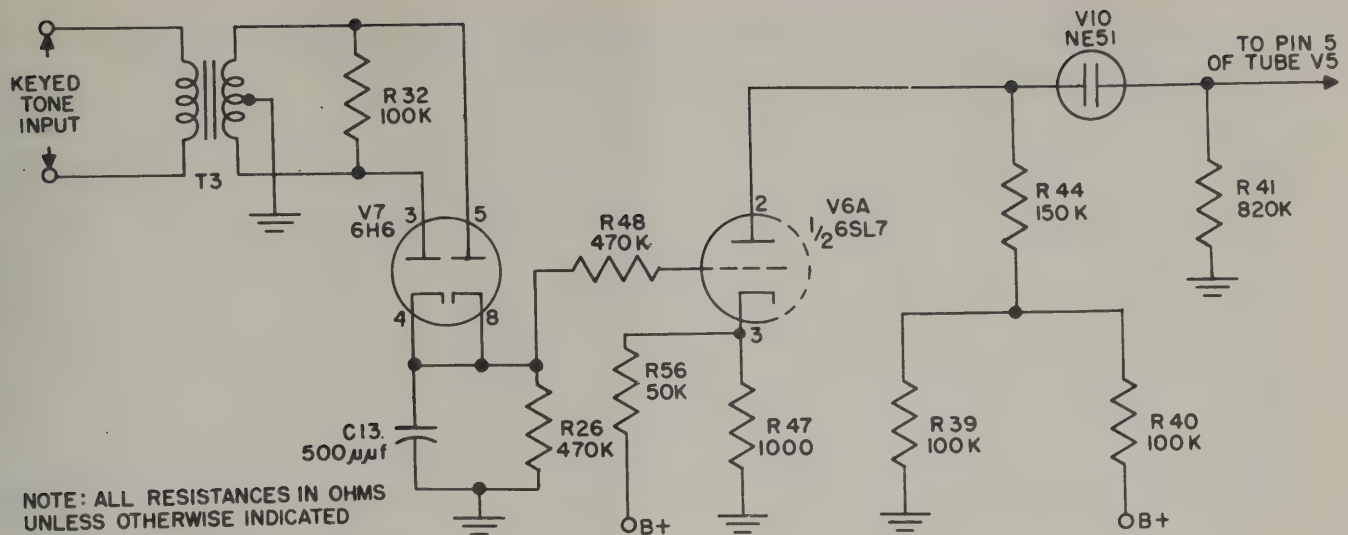 KEYED
TONE
INPUT
T3
R32
100K
V7
6H6
3
5
4
8
C13.
500µµf
R26
470K
R48
470K
V6A
1/2 6SL7
2
3
R56
50K
B+
R47
1000
V10
NE51
TO PIN 5
OF TUBE V5
R44
150K
R41
820K
R39
100K
R40
100K
B+
NOTE: ALL RESISTANCES IN OHMS
UNLESS OTHERWISE INDICATED